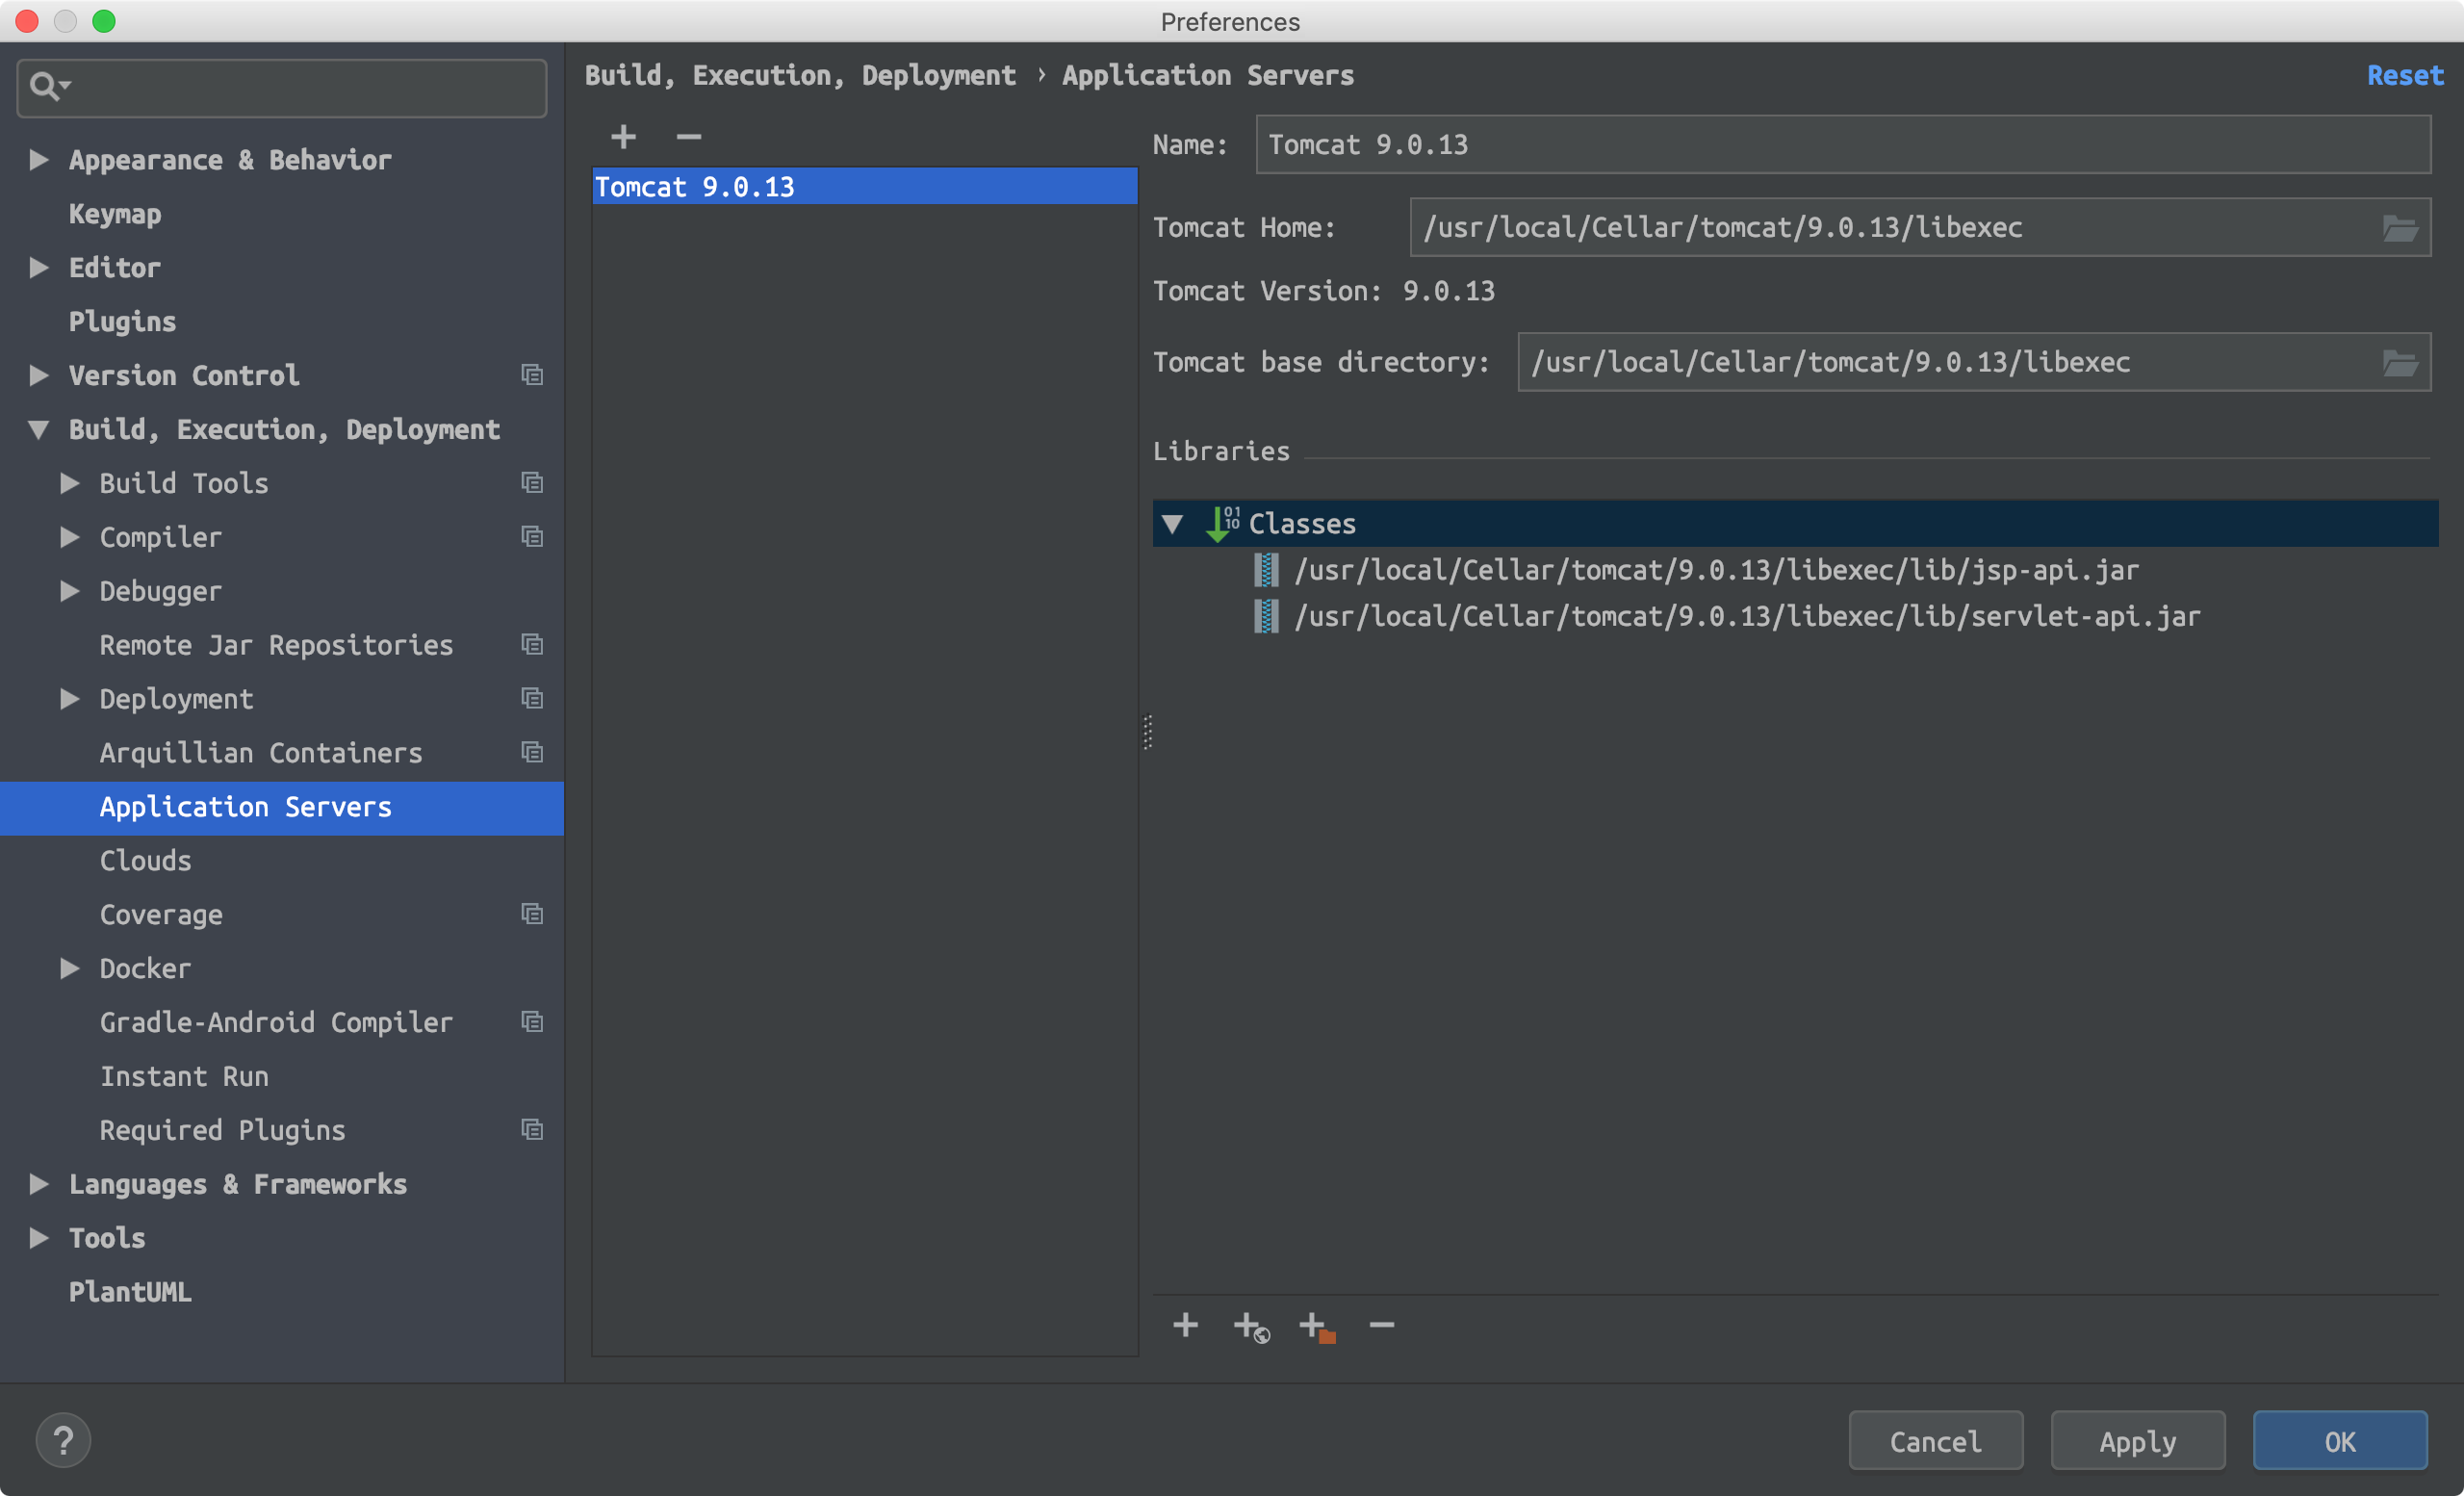 Preferences
Appearance & Behavior
Keymap
Editor
Plugins
Version Control
Build, Execution, Deployment
Build Tools
Compiler
Debugger
Remote Jar Repositories
Deployment
Arquillian Containers
Application Servers
Clouds
Coverage
Docker
Gradle-Android Compiler
Instant Run
Required Plugins
Languages & Frameworks
Tools
PlantUML
Build, Execution, Deployment › Application Servers
Reset
Tomcat 9.0.13
Name: Tomcat 9.0.13
Tomcat Home: /usr/local/Cellar/tomcat/9.0.13/libexec
Tomcat Version: 9.0.13
Tomcat base directory: /usr/local/Cellar/tomcat/9.0.13/libexec
Libraries
Classes
/usr/local/Cellar/tomcat/9.0.13/libexec/lib/jsp-api.jar
/usr/local/Cellar/tomcat/9.0.13/libexec/lib/servlet-api.jar
?
Cancel Apply OK